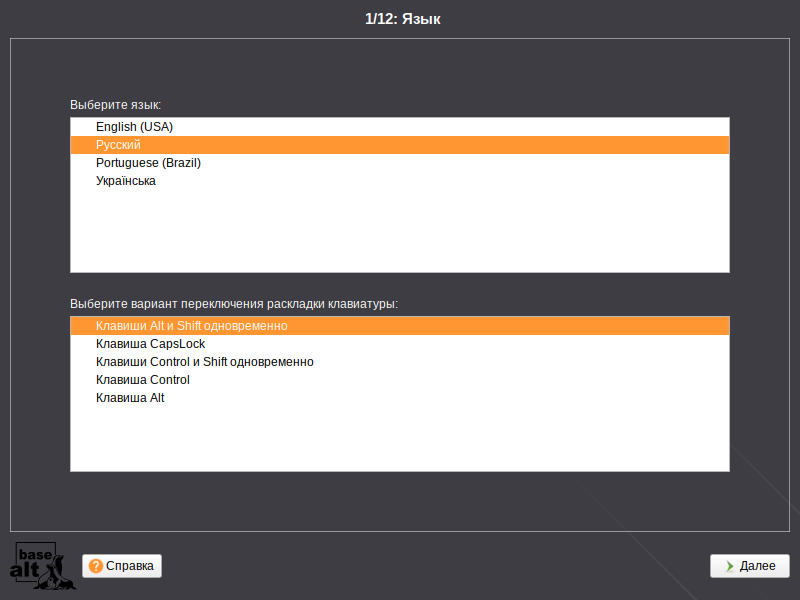 1/12: Язык
Выберите язык:
English (USA)
Русский
Portuguese (Brazil)
Українська
Выберите вариант переключения раскладки клавиатуры:
Клавиши Alt и Shift одновременно
Клавиша CapsLock
Клавиши Control и Shift одновременно
Клавиша Control
Клавиша Alt
base
alt
? Справка
Далее